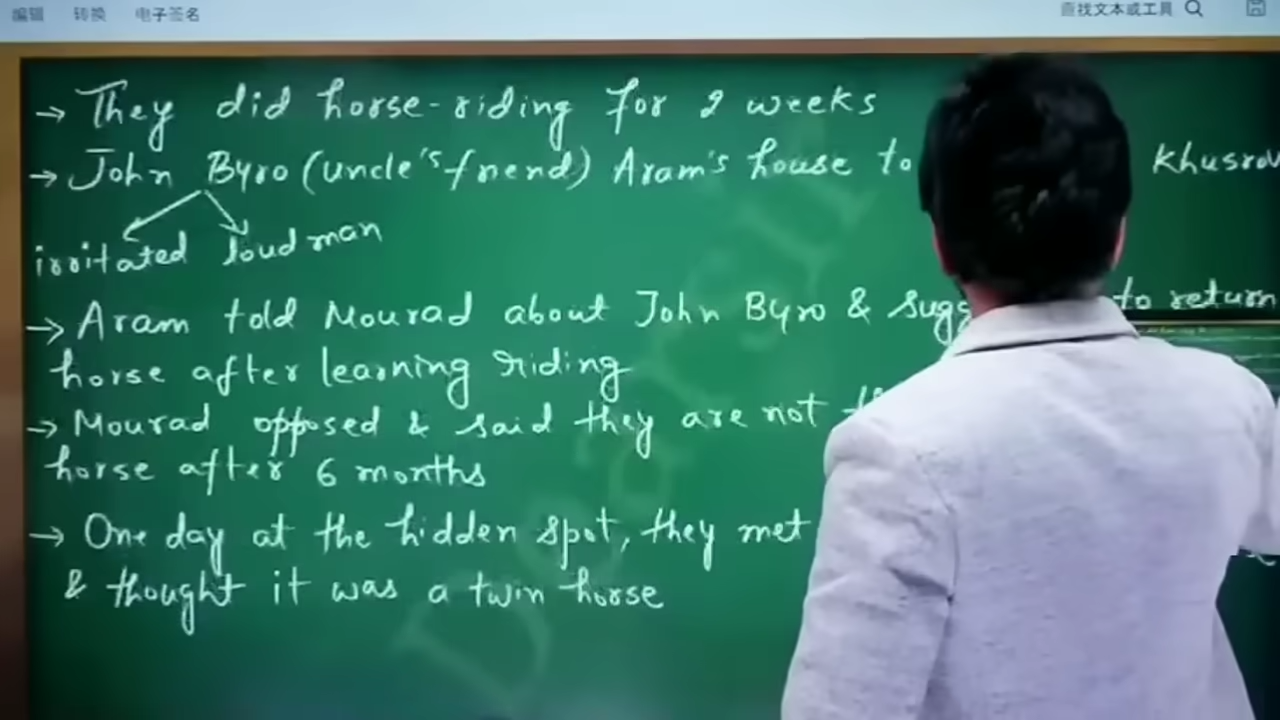 编辑 转换 电子签名 查找文本或工具
→ They did horse-riding for 2 weeks
→ John Byro (uncle's friend) Aram's house to Khusrov
irritated loud man
→ Aram told Mourad about John Byro & sugg to return
horse after learning riding
→ Mourad opposed & said they are not
horse after 6 months
→ One day at the hidden spot, they met
& thought it was a twin horse